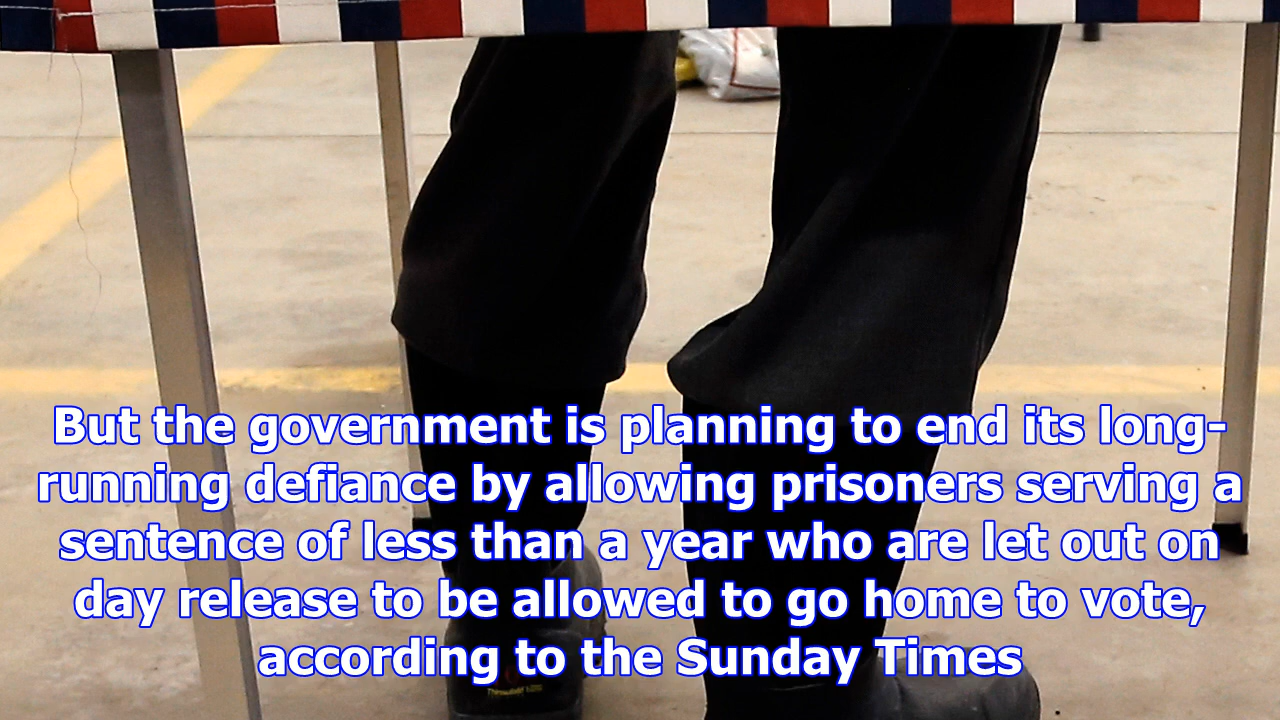 But the government is planning to end its long-
running defiance by allowing prisoners serving a
sentence of less than a year who are let out on
day release to be allowed to go home to vote,
according to the Sunday Times